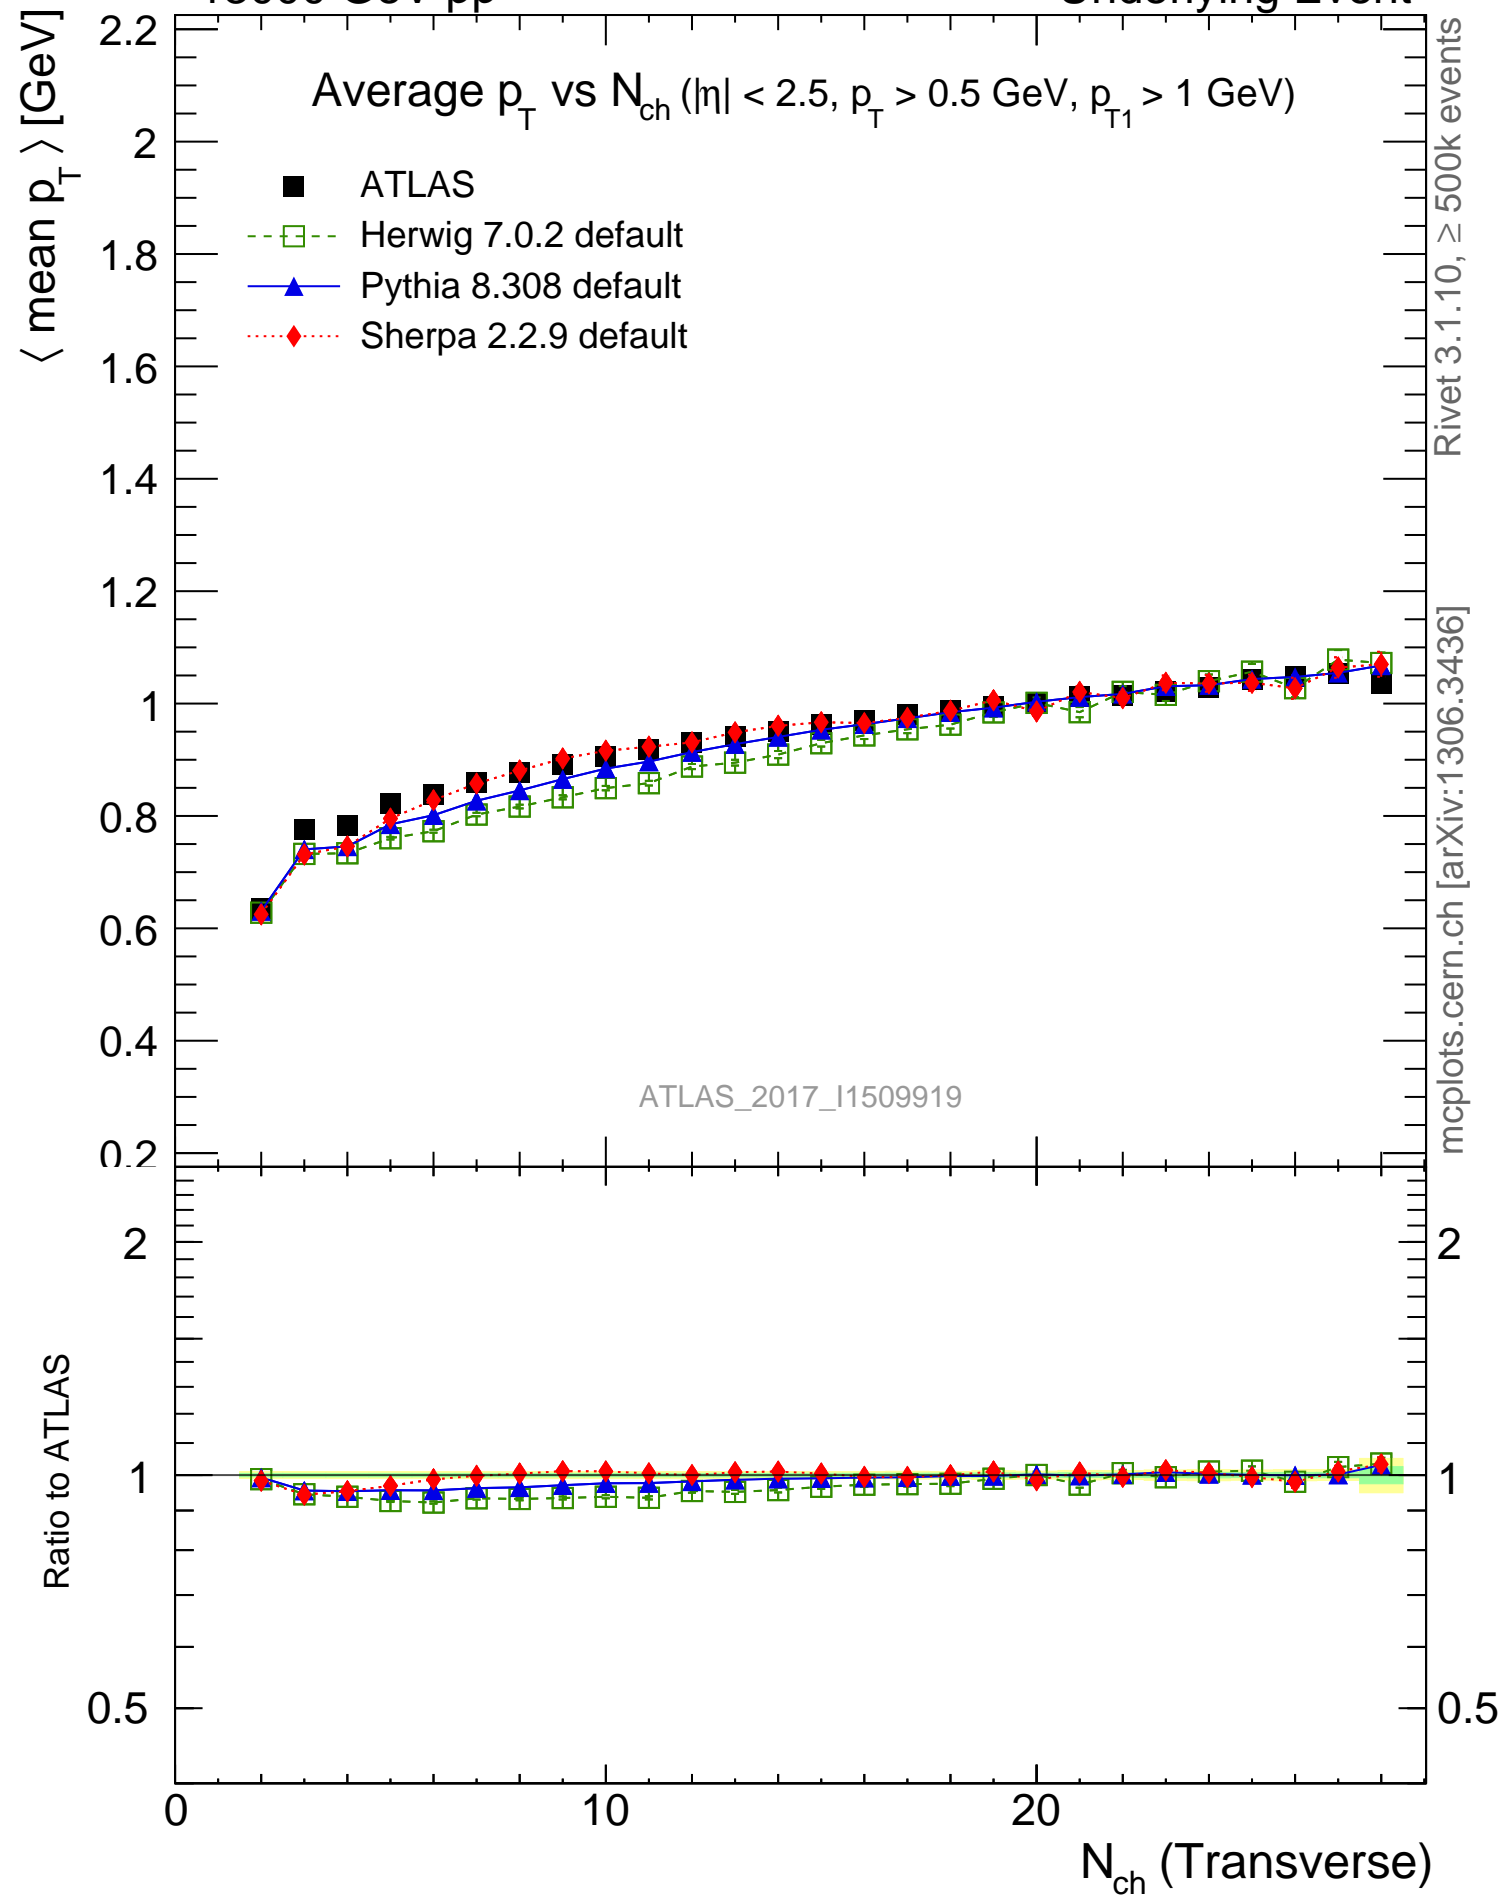 ⟨ mean p_T ⟩ [GeV]
Average p_T vs N_ch (|η| < 2.5, p_T > 0.5 GeV, p_T1 > 1 GeV)
ATLAS
Herwig 7.0.2 default
Pythia 8.308 default
Sherpa 2.2.9 default
2.2
2
1.8
1.6
1.4
1.2
1
0.8
0.6
0.4
0.2
ATLAS_2017_I1509919
Rivet 3.1.10, ≥ 500k events
mcplots.cern.ch [arXiv:1306.3436]
Ratio to ATLAS
2
1
0.5
2
1
0.5
0
10
20
N_ch (Transverse)